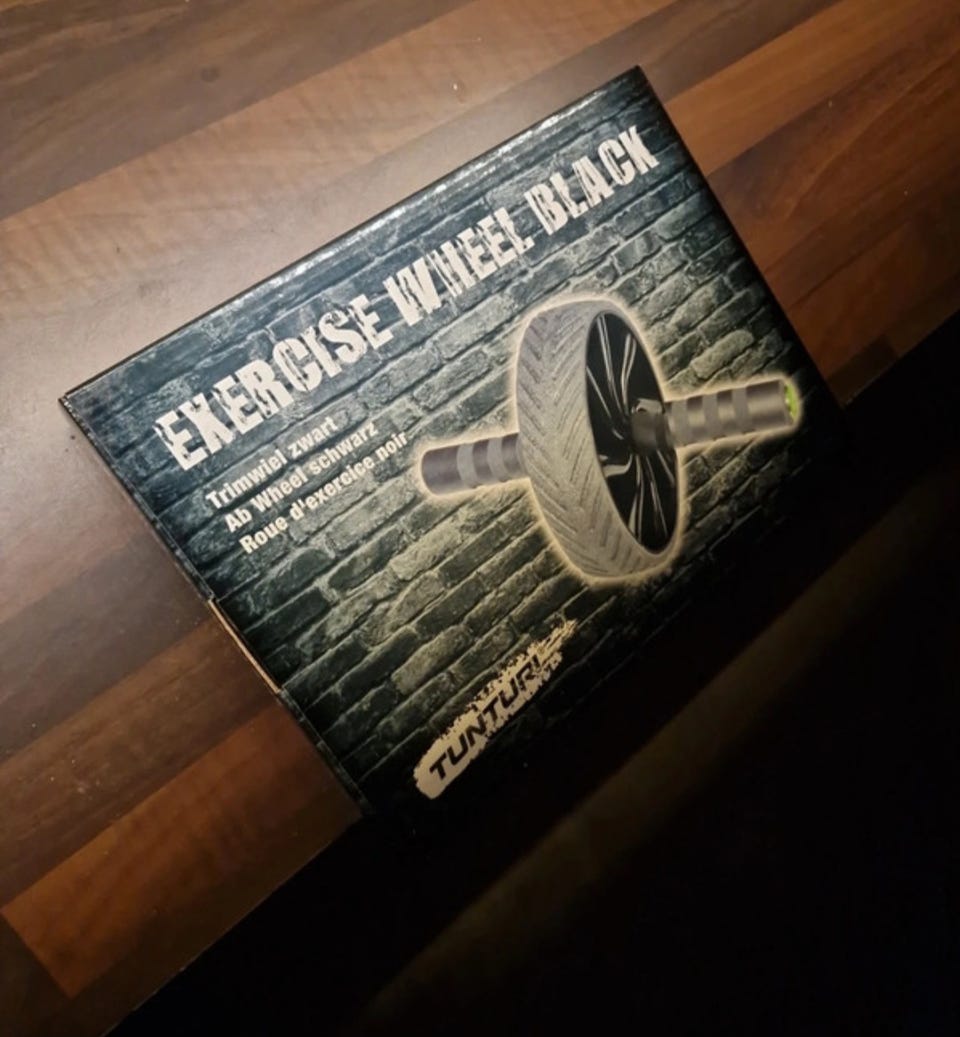 EXERCISE WHEEL BLACK
Trimwiel zwart
Ab Wheel schwarz
Roue d'exercice noir
TUNTURI